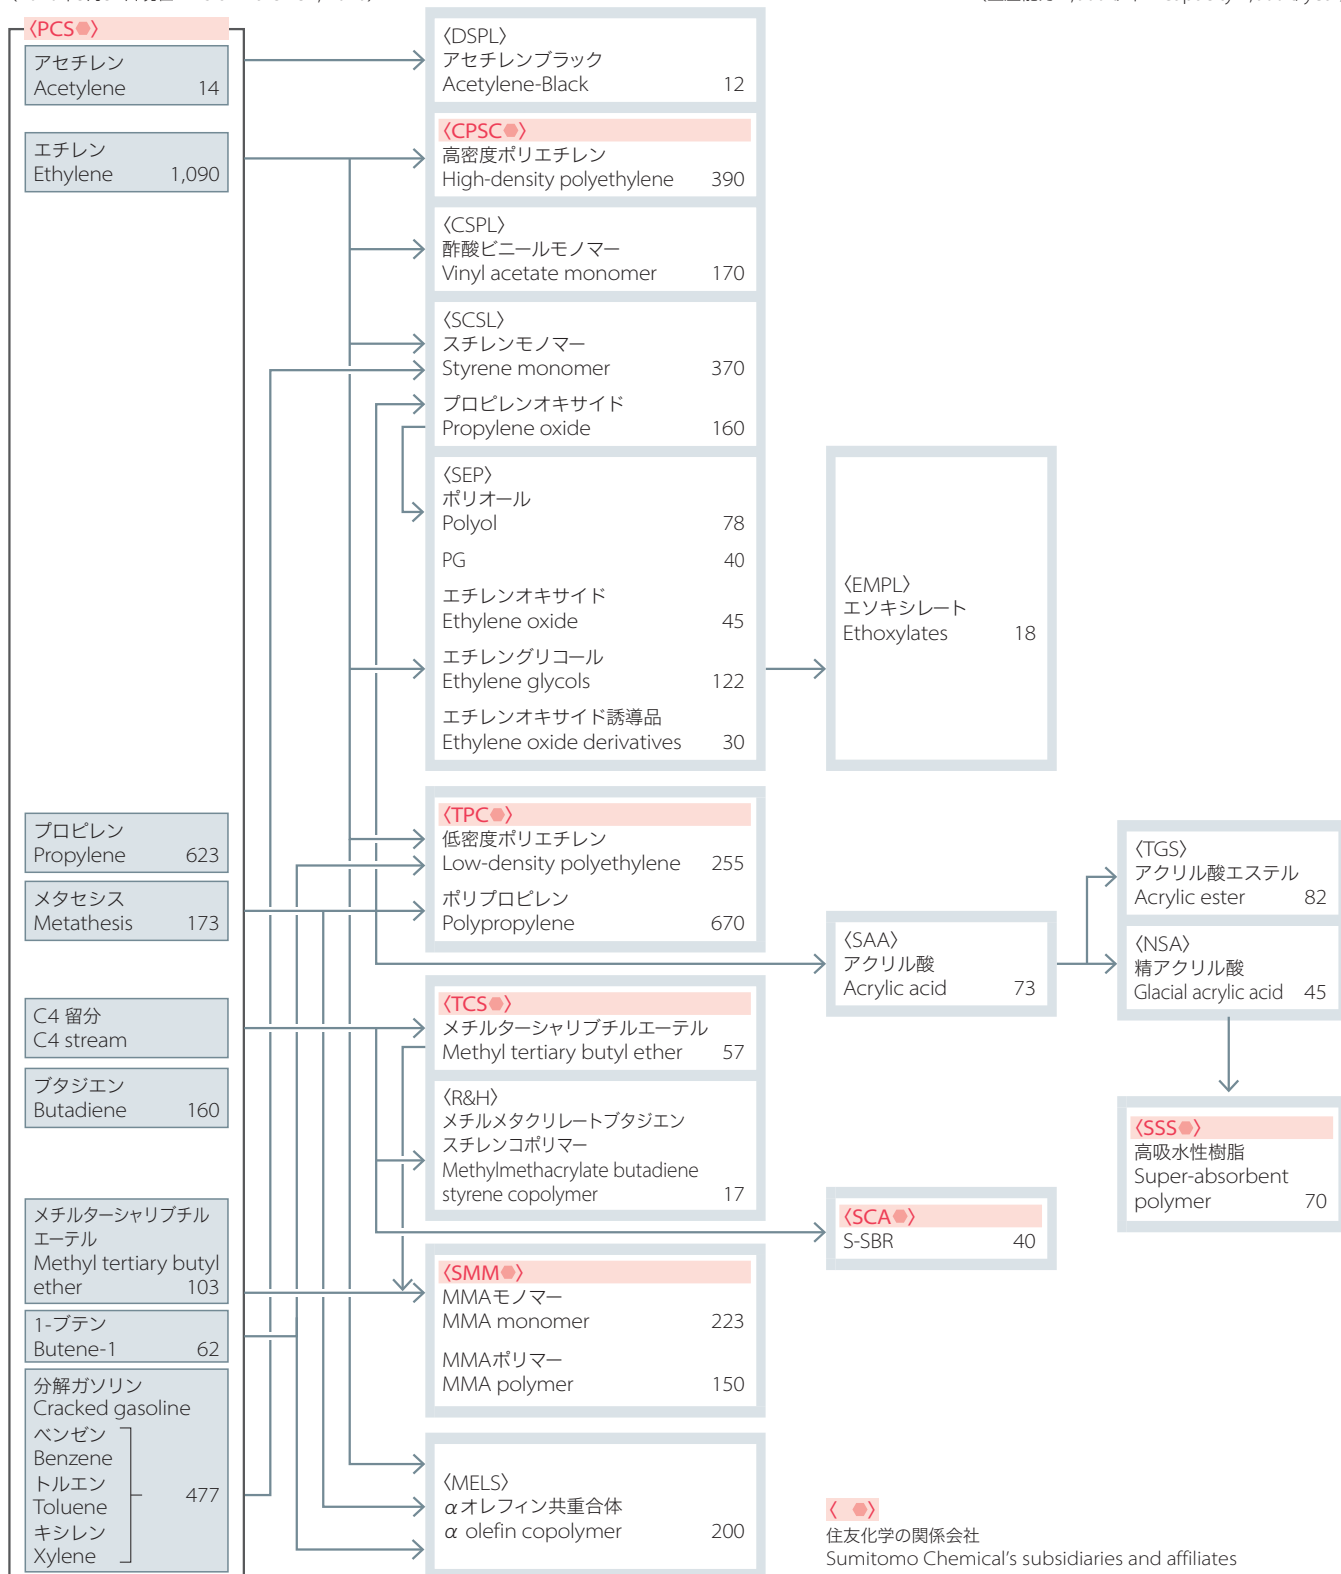 〈PCS〉
アセチレン
Acetylene 14
エチレン
Ethylene 1,090
プロピレン
Propylene 623
メタセシス
Metathesis 173
C4 留分
C4 stream
ブタジエン
Butadiene 160
メチルターシャリブチル
エーテル
Methyl tertiary butyl
ether 103
1-ブテン
Butene-1 62
分解ガソリン
Cracked gasoline
ベンゼン
Benzene
トルエン
Toluene 477
キシレン
Xylene
〈DSPL〉
アセチレンブラック
Acetylene-Black 12
〈CPSC〉
高密度ポリエチレン
High-density polyethylene 390
〈CSPL〉
酢酸ビニールモノマー
Vinyl acetate monomer 170
〈SCSL〉
スチレンモノマー
Styrene monomer 370
プロピレンオキサイド
Propylene oxide 160
〈SEP〉
ポリオール
Polyol 78
PG 40
エチレンオキサイド
Ethylene oxide 45
エチレングリコール
Ethylene glycols 122
エチレンオキサイド誘導品
Ethylene oxide derivatives 30
〈EMPL〉
エソキシレート
Ethoxylates 18
〈TPC〉
低密度ポリエチレン
Low-density polyethylene 255
ポリプロピレン
Polypropylene 670
〈SAA〉
アクリル酸
Acrylic acid 73
〈TGS〉
アクリル酸エステル
Acrylic ester 82
〈NSA〉
精アクリル酸
Glacial acrylic acid 45
〈SSS〉
高吸水性樹脂
Super-absorbent
polymer 70
〈TCS〉
メチルターシャリブチルエーテル
Methyl tertiary butyl ether 57
〈R&H〉
メチルメタクリレートブタジエン
スチレンコポリマー
Methylmethacrylate butadiene
styrene copolymer 17
〈SCA〉
S-SBR 40
〈SMM〉
MMAモノマー
MMA monomer 223
MMAポリマー
MMA polymer 150
〈MELS〉
αオレフィン共重合体
α olefin copolymer 200
〈 〉
住友化学の関係会社
Sumitomo Chemical's subsidiaries and affiliates